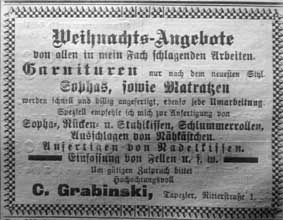 Weihnachts-Angebote
von allen in mein Fach schlagenden Arbeiten.
Garnituren nur nach dem neuesten Styl.
Sophas, sowie Matratzen
werden schnell und billig angefertigt, ebenso jede Umarbeitung.
Speziell empfehle ich mich zur Anfertigung von
Sopha-, Rücken- u. Stuhlkissen, Schlummerrollen,
Ausschlagen von Nähkästchen.
Anfertigen von Nadelkissen.
Einfassung von Fellen u. s. w.
Um gütigen Zuspruch bittet
Hochachtungsvoll
C. Grabinski, Tapezier, Ritterstraße 1.